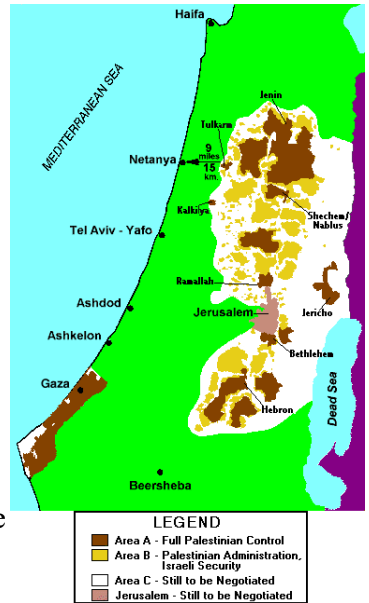 Haifa
MEDITERRANEAN SEA
Jenin
Tulkarm
9
miles
Netanya
15
km.
Kalkiya
Shechem/
Nablus
Tel Aviv - Yafo
Ramallah
Ashdod
Jerusalem
Jericho
Ashkelon
Bethlehem
Gaza
Dead Sea
Hebron
Beersheba
e
LEGEND
Area A - Full Palestinian Control
Area B - Palestinian Administration,
Israeli Security
Area C - Still to be Negotiated
Jerusalem - Still to be Negotiated